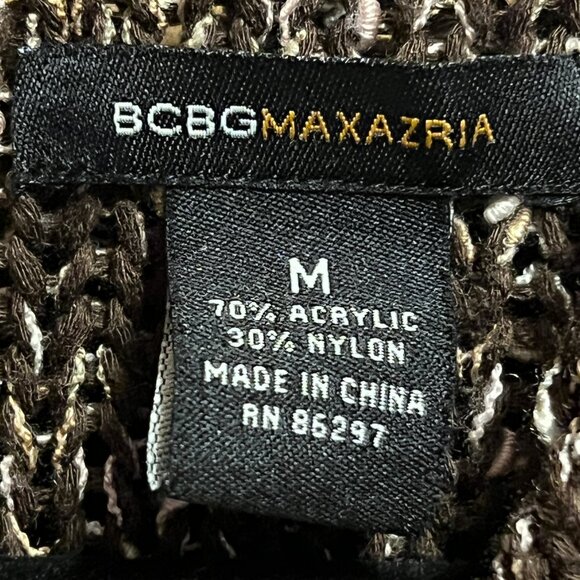 BCBGMAXAZRIA
M
70% ACRYLIC
30% NYLON
MADE IN CHINA
RN 86297